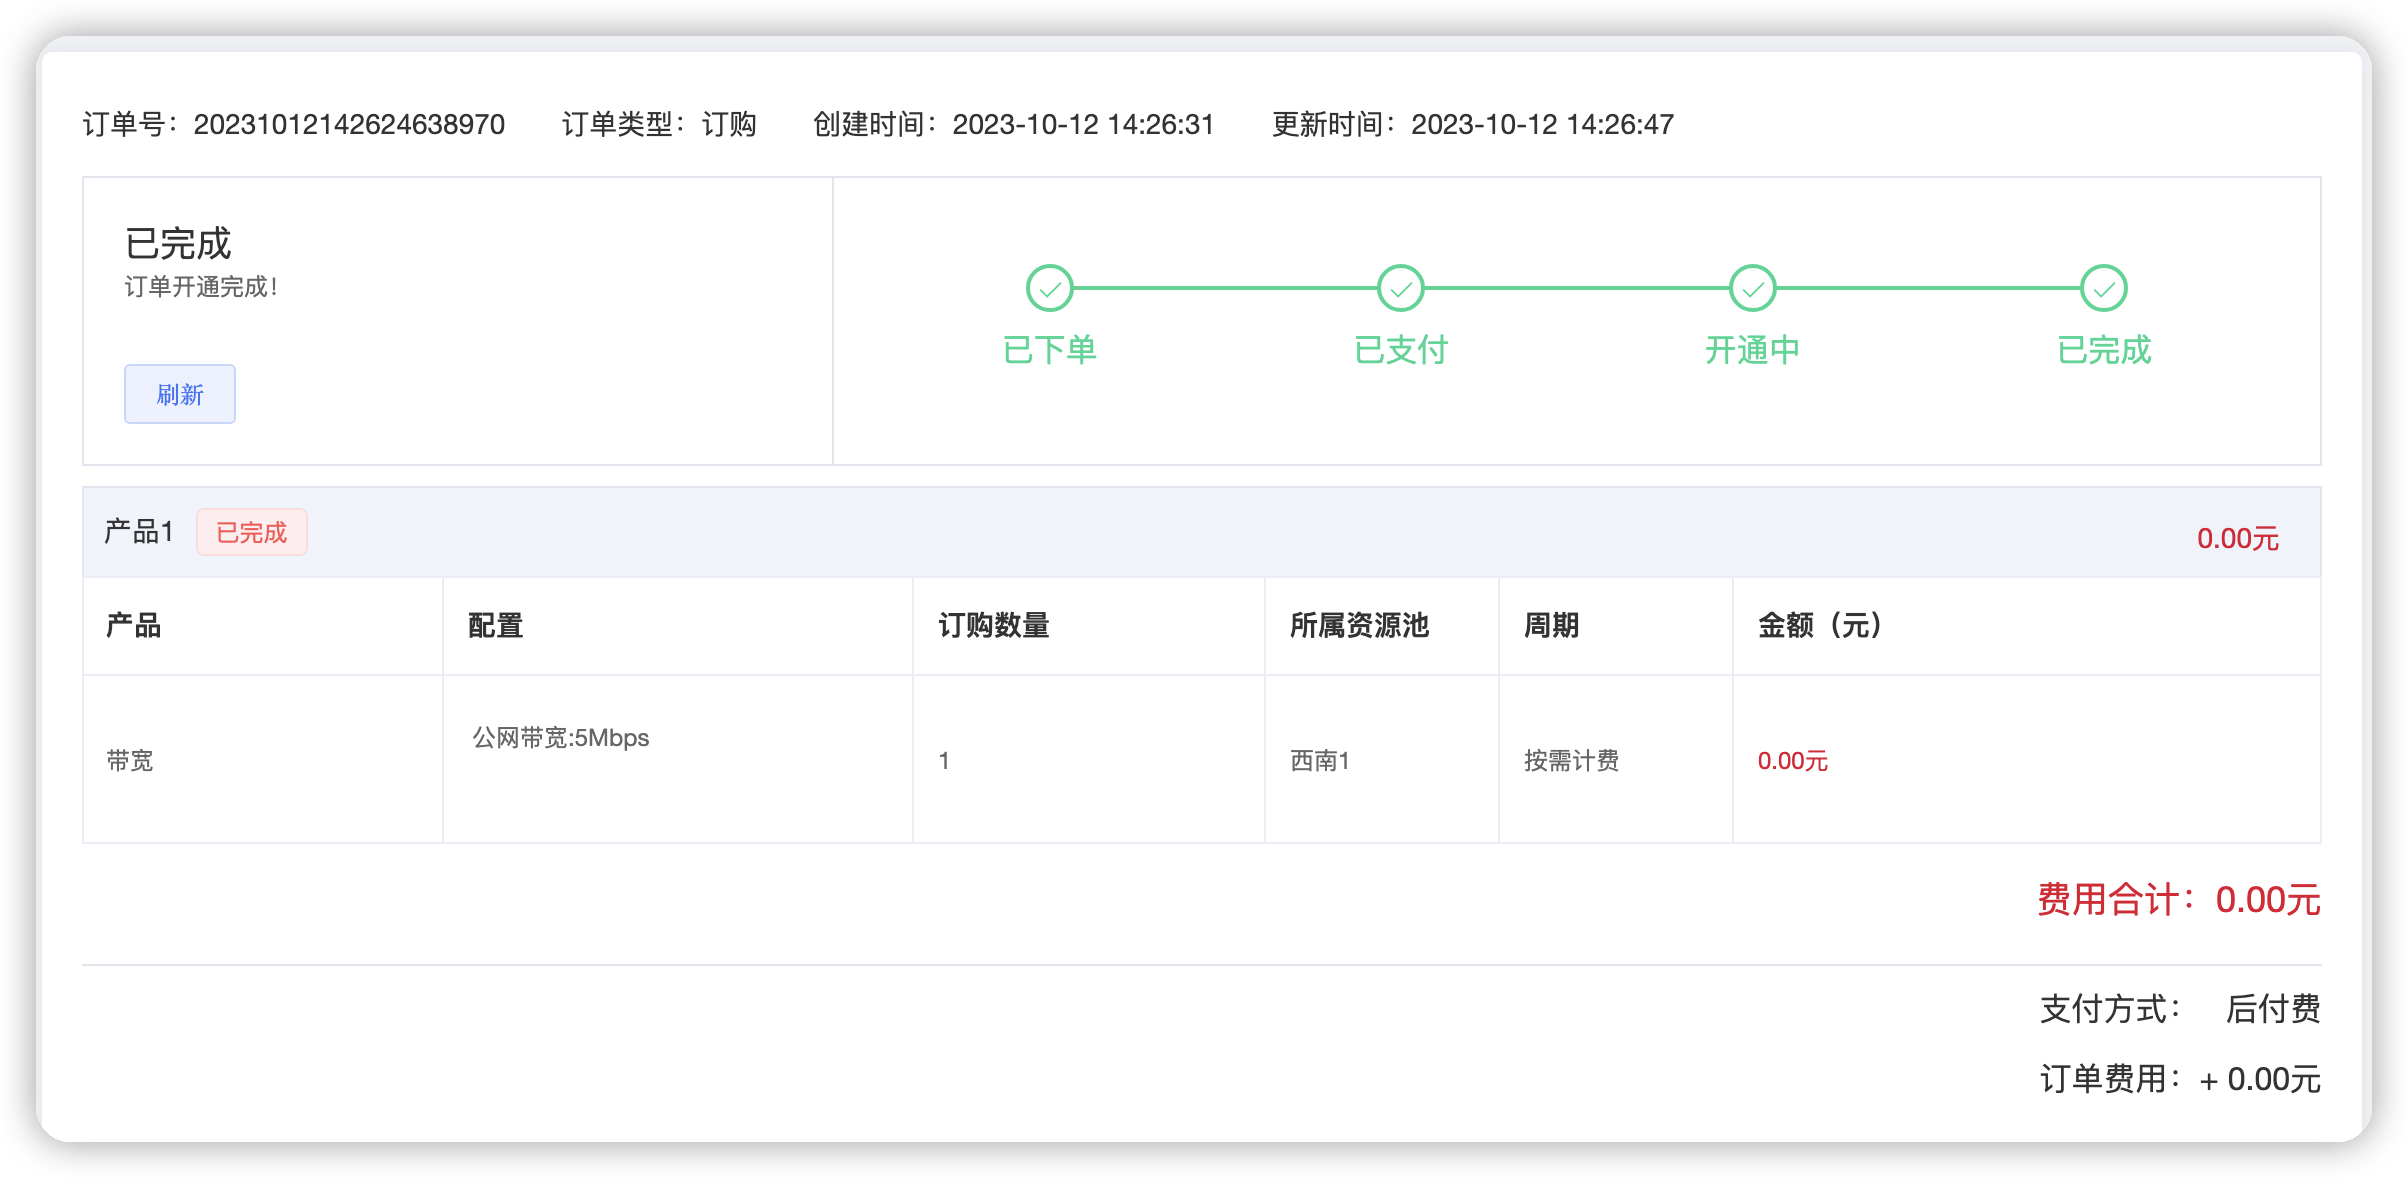 订单号：20231012142624638970 订单类型：订购 创建时间：2023-10-12 14:26:31 更新时间：2023-10-12 14:26:47
已完成
订单开通完成！
刷新
已下单 已支付 开通中 已完成
产品1 已完成 0.00元
产品 配置 订购数量 所属资源池 周期 金额（元）
带宽 公网带宽:5Mbps 1 西南1 按需计费 0.00元
费用合计：0.00元
支付方式： 后付费
订单费用：+ 0.00元